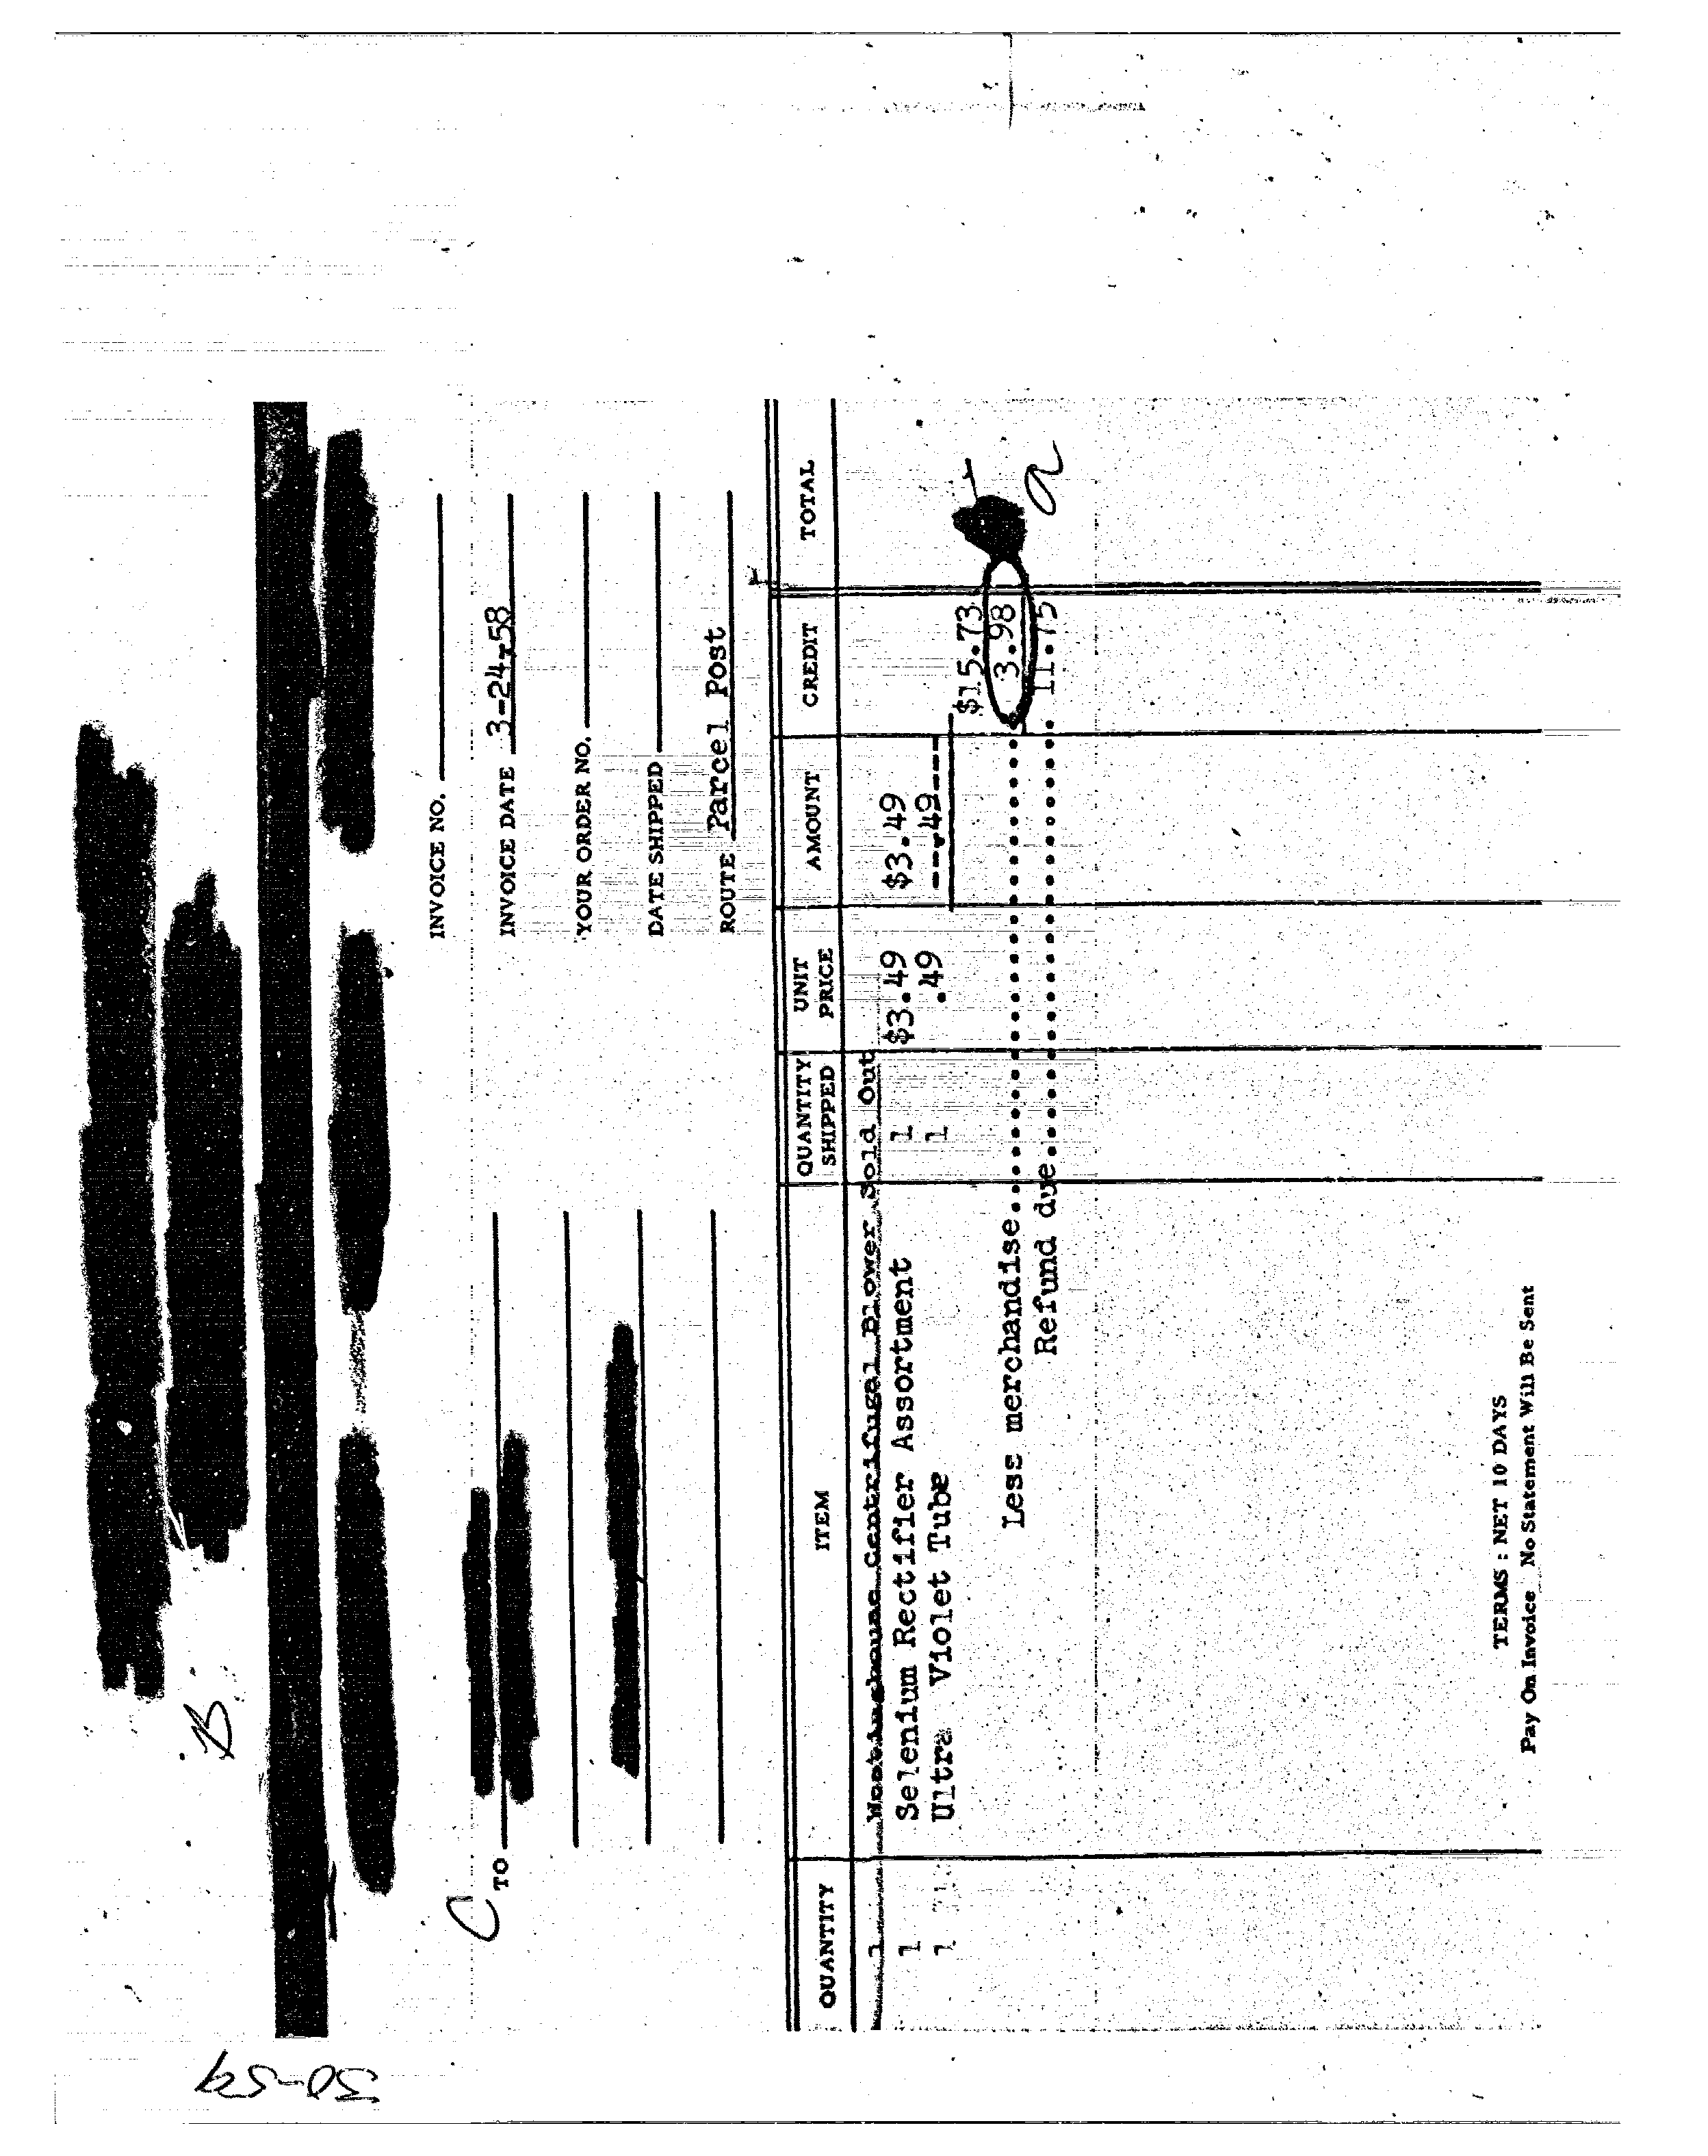 B
C
TO
INVOICE NO.
INVOICE DATE 3-24-58
YOUR ORDER NO.
DATE SHIPPED
ROUTE Parcel Post
QUANTITY ITEM QUANTITY SHIPPED UNIT PRICE AMOUNT CREDIT TOTAL
1 Westinghouse Centrifugal Blower Sold Out
1 Selenium Rectifier Assortment 1 $3.49 $3.49
1 Ultra Violet Tube 1 .49 .49
$15.73
Less merchandise 3.98
Refund due 11.75
TERMS : NET 10 DAYS
Pay On Invoice No Statement Will Be Sent
50-59